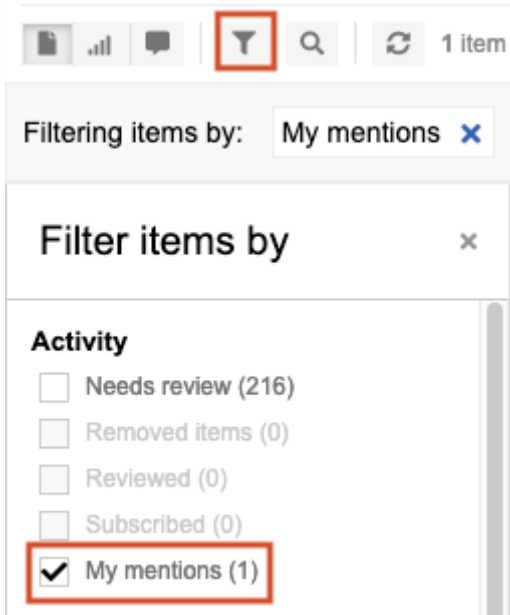 1 item
Filtering items by: My mentions
Filter items by
Activity
Needs review (216)
Removed items (0)
Reviewed (0)
Subscribed (0)
My mentions (1)